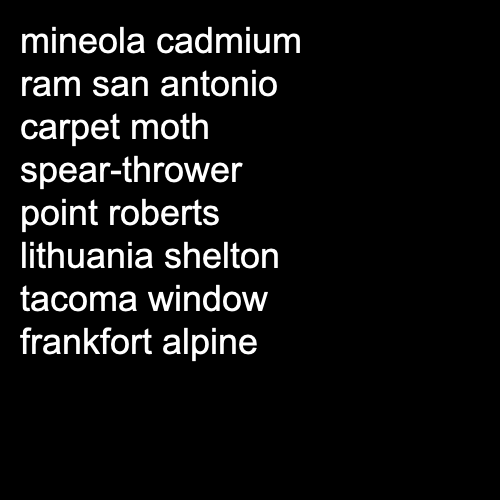 mineola cadmium
ram san antonio
carpet moth
spear-thrower
point roberts
lithuania shelton
tacoma window
frankfort alpine